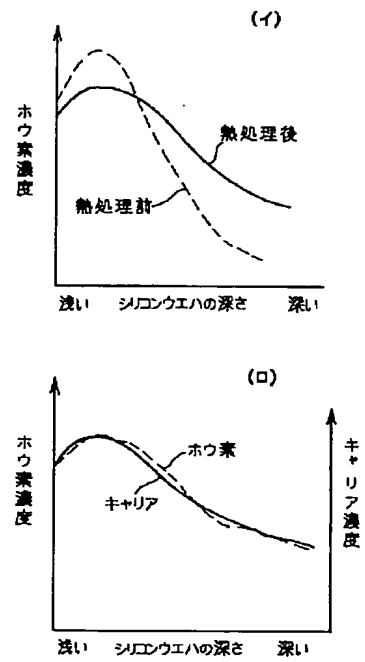 (イ)
ホウ素濃度
熱処理後
熱処理前
浅い シリコンウエハの深さ 深い
(ロ)
ホウ素濃度
キャリア濃度
ホウ素
キャリア
浅い シリコンウエハの深さ 深い